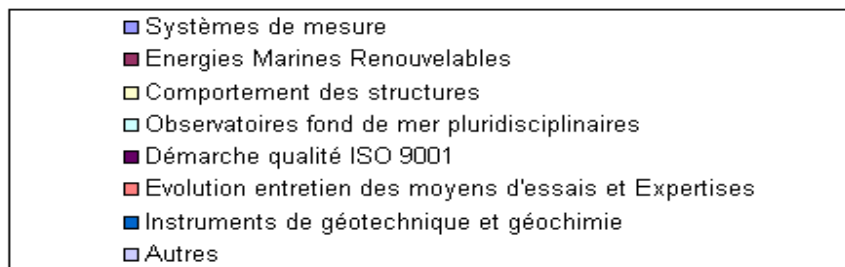 Systèmes de mesure
Energies Marines Renouvelables
Comportement des structures
Observatoires fond de mer pluridisciplinaires
Démarche qualité ISO 9001
Evolution entretien des moyens d'essais et Expertises
Instruments de géotechnique et géochimie
Autres